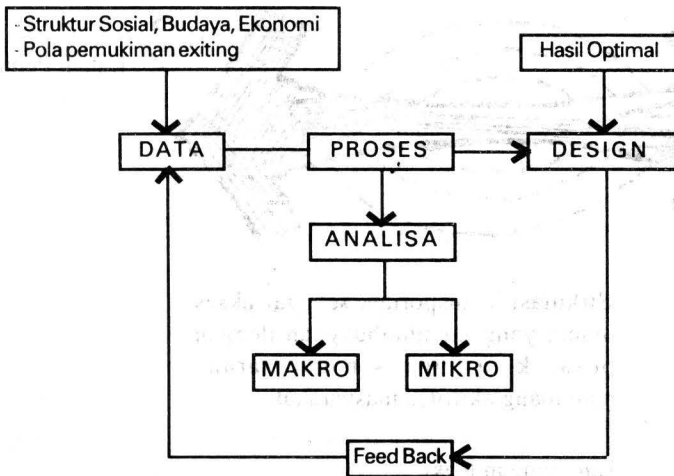 - Struktur Sosial, Budaya, Ekonomi
- Pola pemukiman exiting
Hasil Optimal
DATA
PROSES
DESIGN
ANALISA
MAKRO
MIKRO
Feed Back